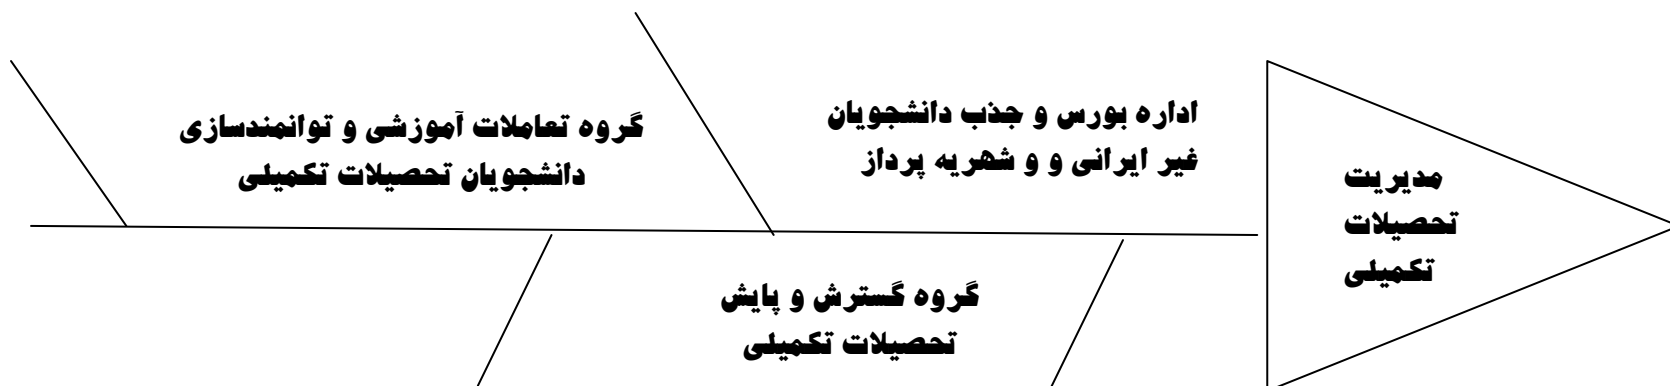 مدیریت
تحصیلات
تکمیلی
اداره بورس و جذب دانشجویان
غیر ایرانی و و شهریه پرداز
گروه تعاملات آموزشی و توانمندسازی
دانشجویان تحصیلات تکمیلی
گروه گسترش و پایش
تحصیلات تکمیلی